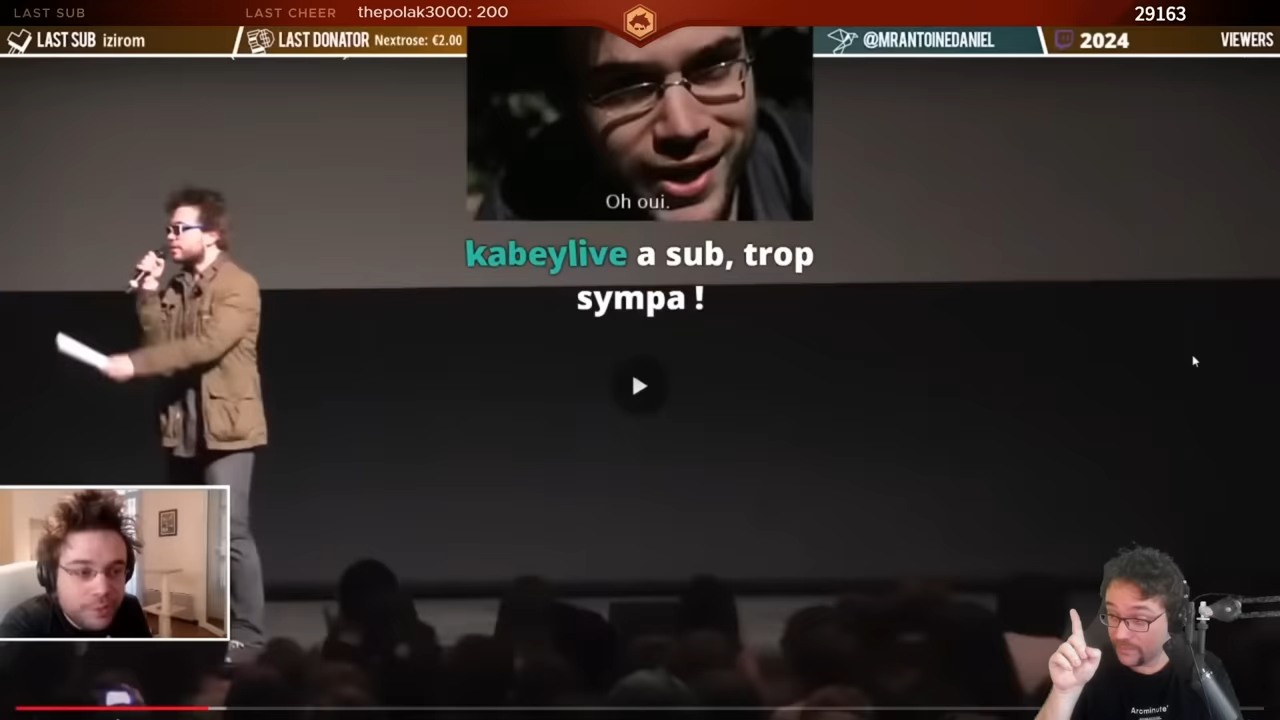 LAST SUB
LAST CHEER thepolak3000: 200
29163
LAST SUB izirom
LAST DONATOR Nextrose: €2.00
@MRANTOINEDANIEL
2024 VIEWERS
Oh oui.
kabeylive a sub, trop
sympa !
Arominute